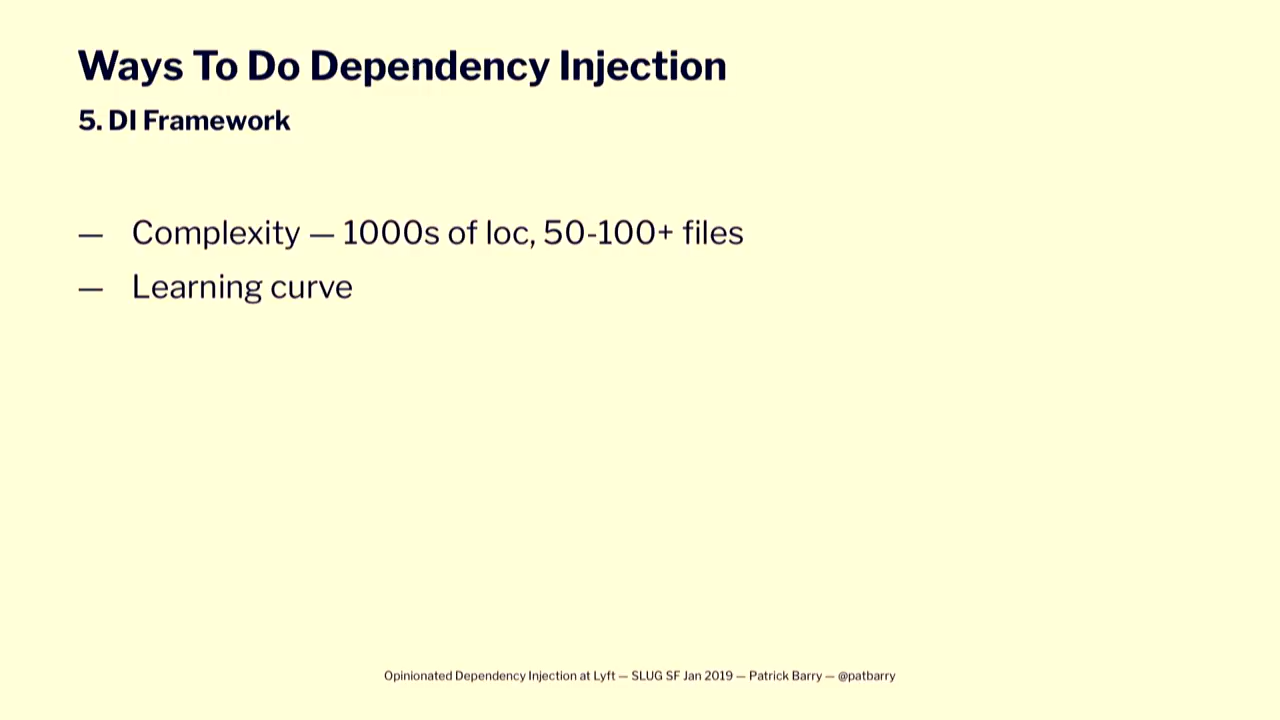 Ways To Do Dependency Injection
5. DI Framework
— Complexity — 1000s of loc, 50-100+ files
— Learning curve
Opinionated Dependency Injection at Lyft — SLUG SF Jan 2019 — Patrick Barry — @patbarry